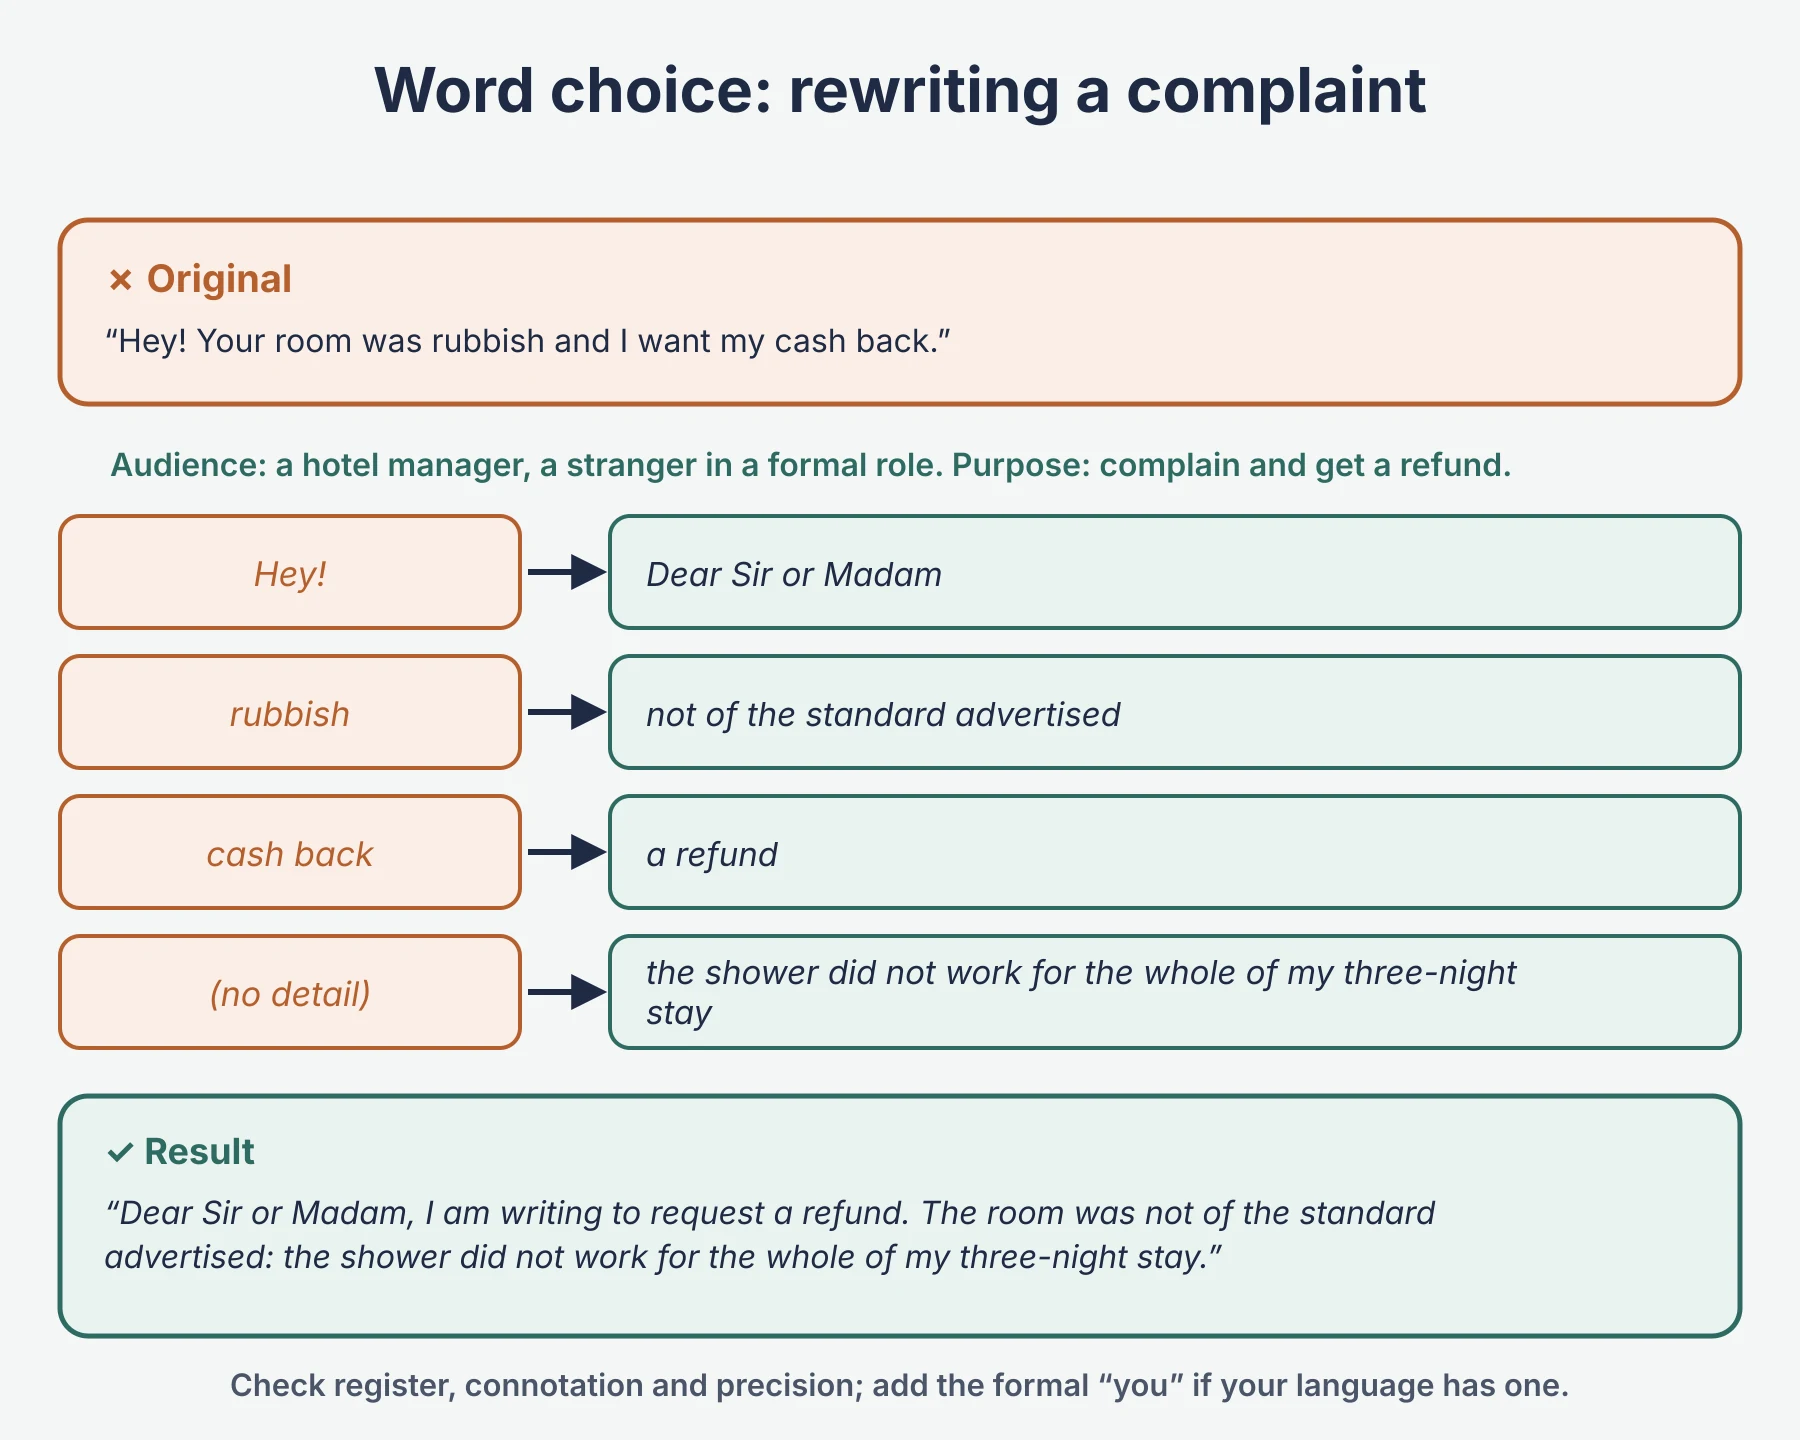 Word choice: rewriting a complaint
× Original
“Hey! Your room was rubbish and I want my cash back.”
Audience: a hotel manager, a stranger in a formal role. Purpose: complain and get a refund.
Hey!
Dear Sir or Madam
rubbish
not of the standard advertised
cash back
a refund
(no detail)
the shower did not work for the whole of my three-night
stay
✓ Result
“Dear Sir or Madam, I am writing to request a refund. The room was not of the standard
advertised: the shower did not work for the whole of my three-night stay.”
Check register, connotation and precision; add the formal “you” if your language has one.